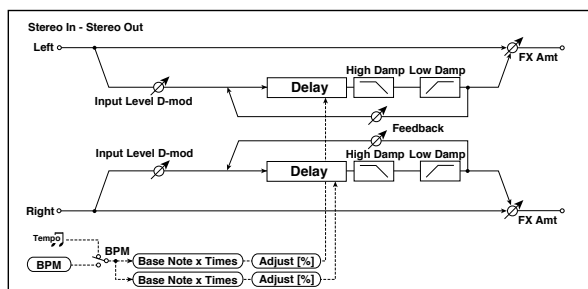 Stereo In - Stereo Out
Left
FX Amt
High Damp Low Damp
Delay
Input Level D-mod
Feedback
Input Level D-mod
High Damp Low Damp
Delay
Right
FX Amt
Tempo
BPM
BPM
Base Note x Times Adjust [%]
Base Note x Times Adjust [%]